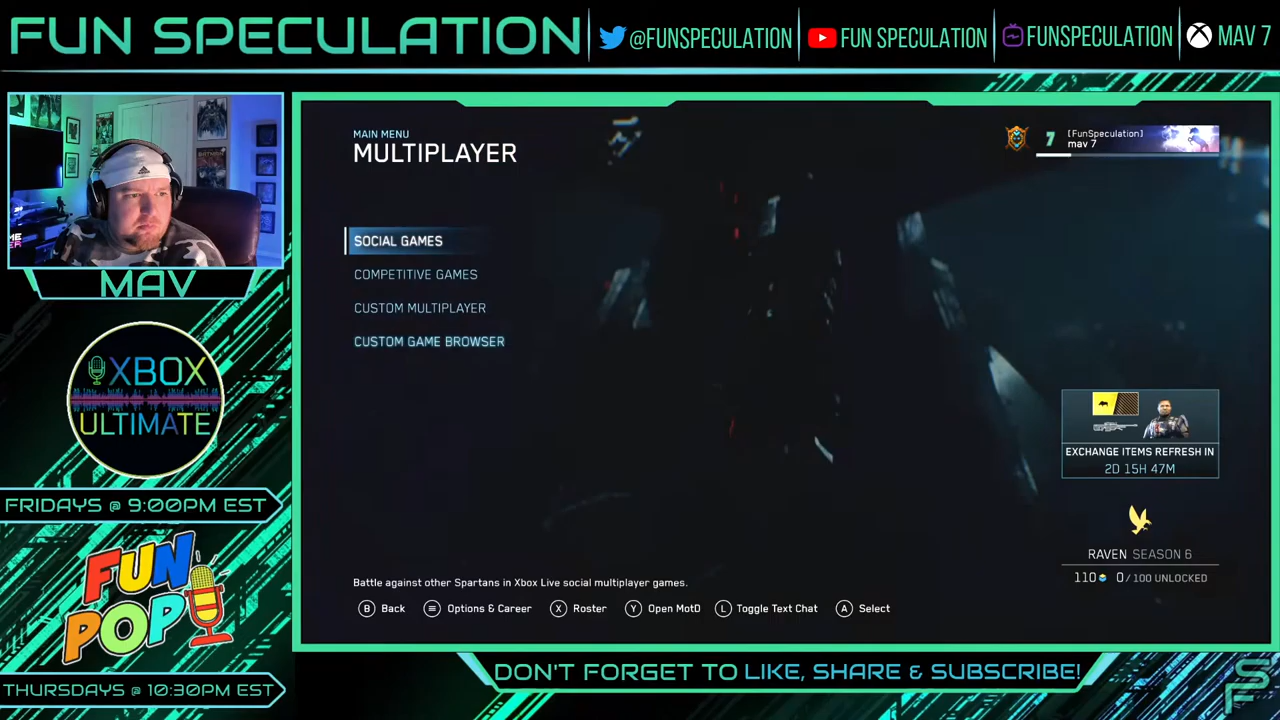 FUN SPECULATION
@FUNSPECULATION
FUN SPECULATION
FUNSPECULATION
MAV 7
MAIN MENU
MULTIPLAYER
7
[FunSpeculation]
mav 7
SOCIAL GAMES
COMPETITIVE GAMES
CUSTOM MULTIPLAYER
CUSTOM GAME BROWSER
MAV
XBOX
ULTIMATE
FRIDAYS @ 9:00PM EST
FUN
POP
THURSDAYS @ 10:30PM EST
EXCHANGE ITEMS REFRESH IN
2D 15H 47M
RAVEN SEASON 6
110 0/100 UNLOCKED
Battle against other Spartans in Xbox Live social multiplayer games.
B Back
Options & Career
X Roster
Y Open MotD
L Toggle Text Chat
A Select
DON'T FORGET TO LIKE, SHARE & SUBSCRIBE!
SF